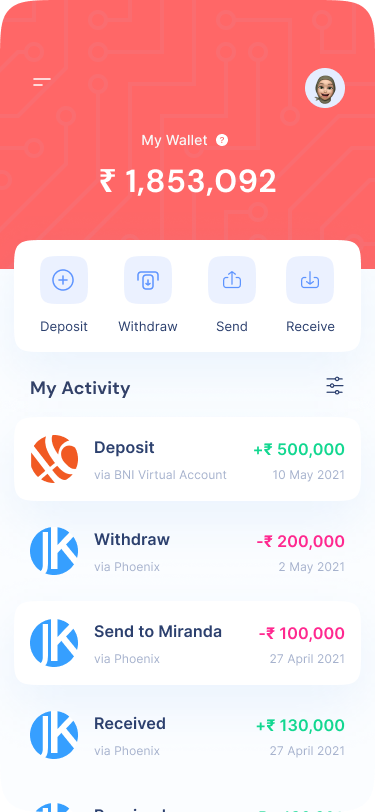 My Wallet ?
₹ 1,853,092
Deposit Withdraw Send Receive
My Activity
Deposit +₹ 500,000
via BNI Virtual Account 10 May 2021
Withdraw -₹ 200,000
via Phoenix 2 May 2021
Send to Miranda -₹ 100,000
via Phoenix 27 April 2021
Received +₹ 130,000
via Phoenix 27 April 2021